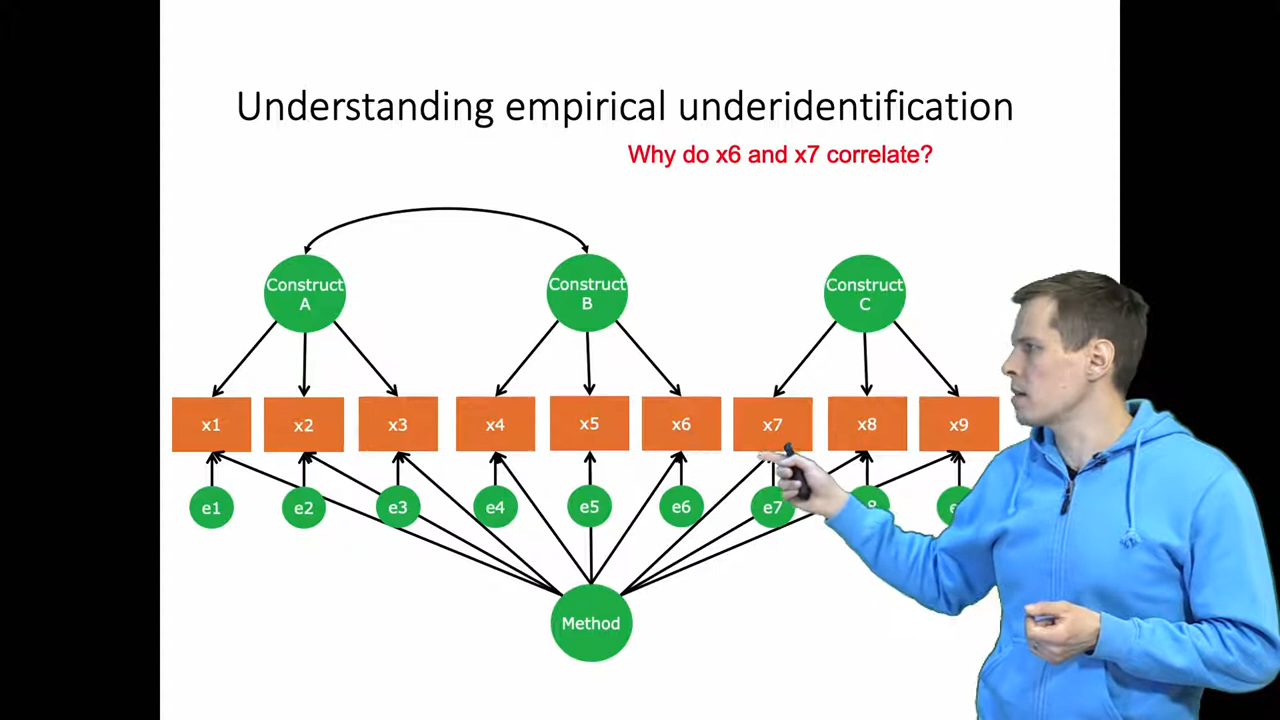 Understanding empirical underidentification
Why do x6 and x7 correlate?
Construct
A
Construct
B
Construct
C
x1 x2 x3 x4 x5 x6 x7 x8 x9
e1 e2 e3 e4 e5 e6 e7
Method